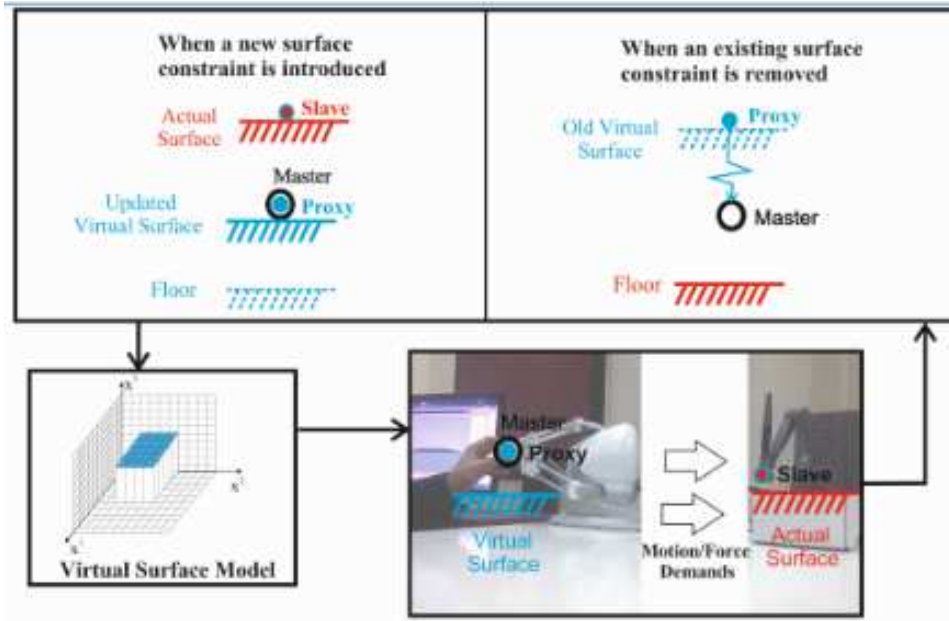 When a new surface
constraint is introduced
Actual
Surface
Slave
Master
Proxy
Updated
Virtual Surface
Floor
When an existing surface
constraint is removed
Old Virtual
Surface
Proxy
Master
Floor
Virtual Surface Model
Master
Proxy
Virtual
Surface
Motion/Force
Demands
Slave
Actual
Surface